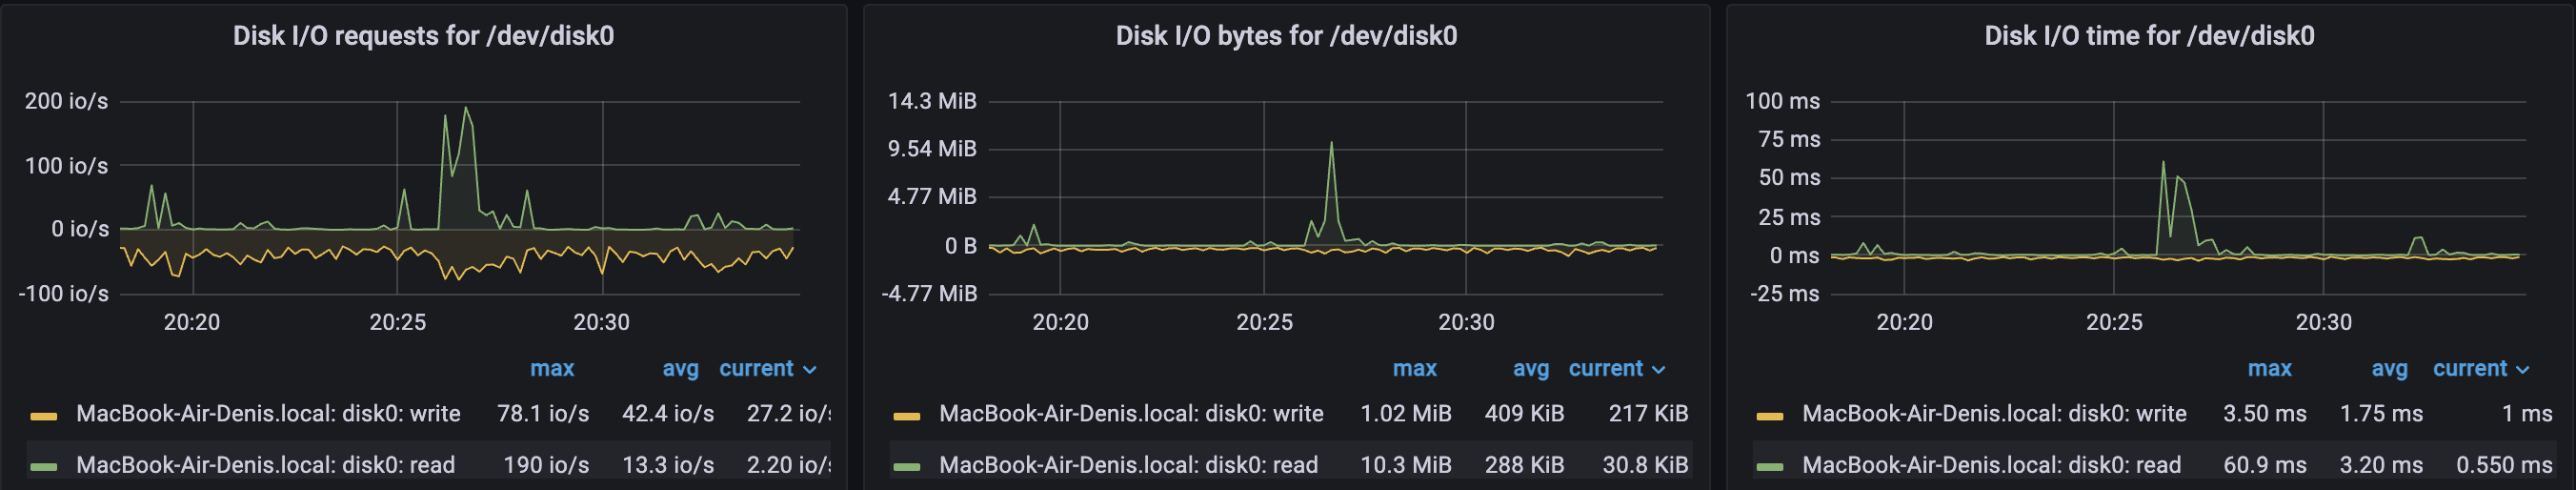 Disk I/O requests for /dev/disk0
200 io/s
100 io/s
0 io/s
-100 io/s
20:20 20:25 20:30
max avg current
MacBook-Air-Denis.local: disk0: write 78.1 io/s 42.4 io/s 27.2 io/s
MacBook-Air-Denis.local: disk0: read 190 io/s 13.3 io/s 2.20 io/s
Disk I/O bytes for /dev/disk0
14.3 MiB
9.54 MiB
4.77 MiB
0 B
-4.77 MiB
20:20 20:25 20:30
max avg current
MacBook-Air-Denis.local: disk0: write 1.02 MiB 409 KiB 217 KiB
MacBook-Air-Denis.local: disk0: read 10.3 MiB 288 KiB 30.8 KiB
Disk I/O time for /dev/disk0
100 ms
75 ms
50 ms
25 ms
0 ms
-25 ms
20:20 20:25 20:30
max avg current
MacBook-Air-Denis.local: disk0: write 3.50 ms 1.75 ms 1 ms
MacBook-Air-Denis.local: disk0: read 60.9 ms 3.20 ms 0.550 ms